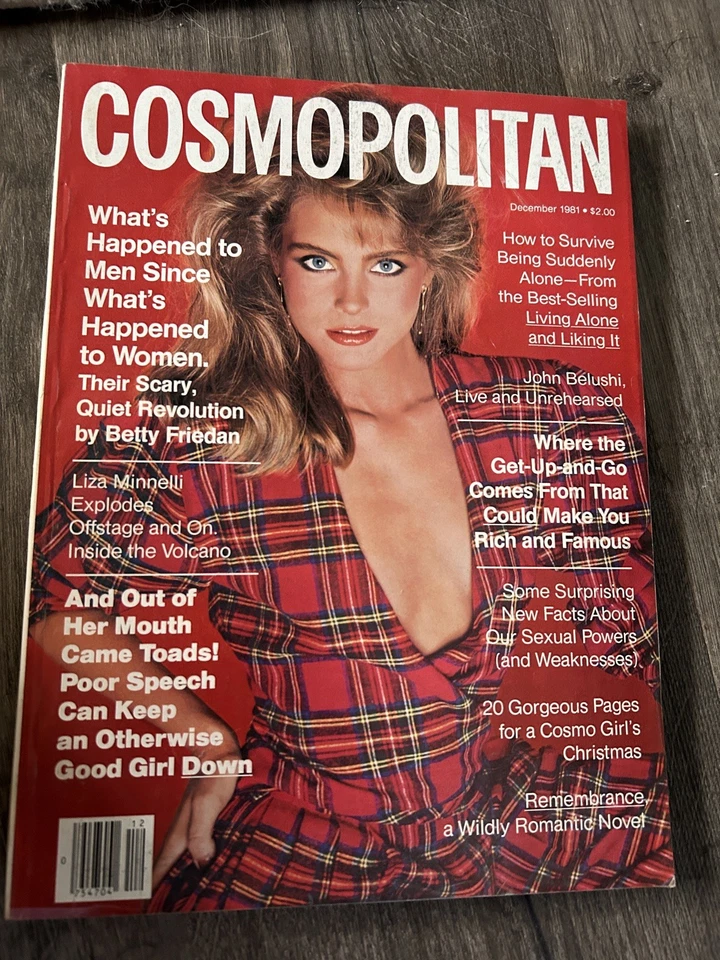 COSMOPOLITAN
December 1981 • $2.00
What's
Happened to
Men Since
What's
Happened
to Women.
Their Scary,
Quiet Revolution
by Betty Friedan
Liza Minnelli
Explodes
Offstage and On.
Inside the Volcano
And Out of
Her Mouth
Came Toads!
Poor Speech
Can Keep
an Otherwise
Good Girl Down
How to Survive
Being Suddenly
Alone—From
the Best-Selling
Living Alone
and Liking It
John Belushi,
Live and Unrehearsed
Where the
Get-Up-and-Go
Comes From That
Could Make You
Rich and Famous
Some Surprising
New Facts About
Our Sexual Powers
(and Weaknesses)
20 Gorgeous Pages
for a Cosmo Girl's
Christmas
Remembrance,
a Wildly Romantic Novel
12
0
754704